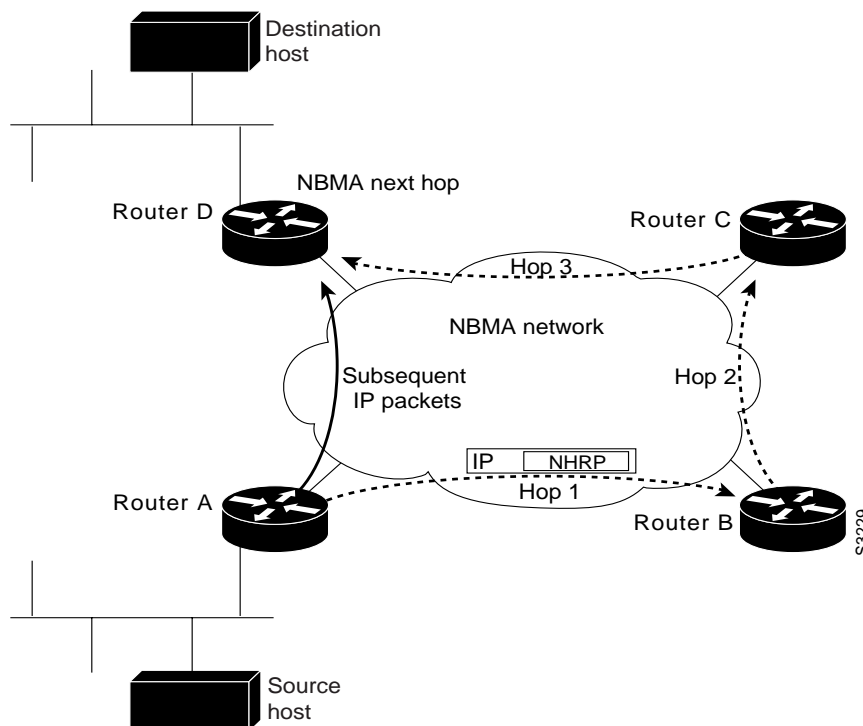 Destination
host
NBMA next hop
Router D
Router C
Hop 3
NBMA network
Subsequent
IP packets
Hop 2
IP NHRP
Router A
Hop 1
Router B
S3229
Source
host